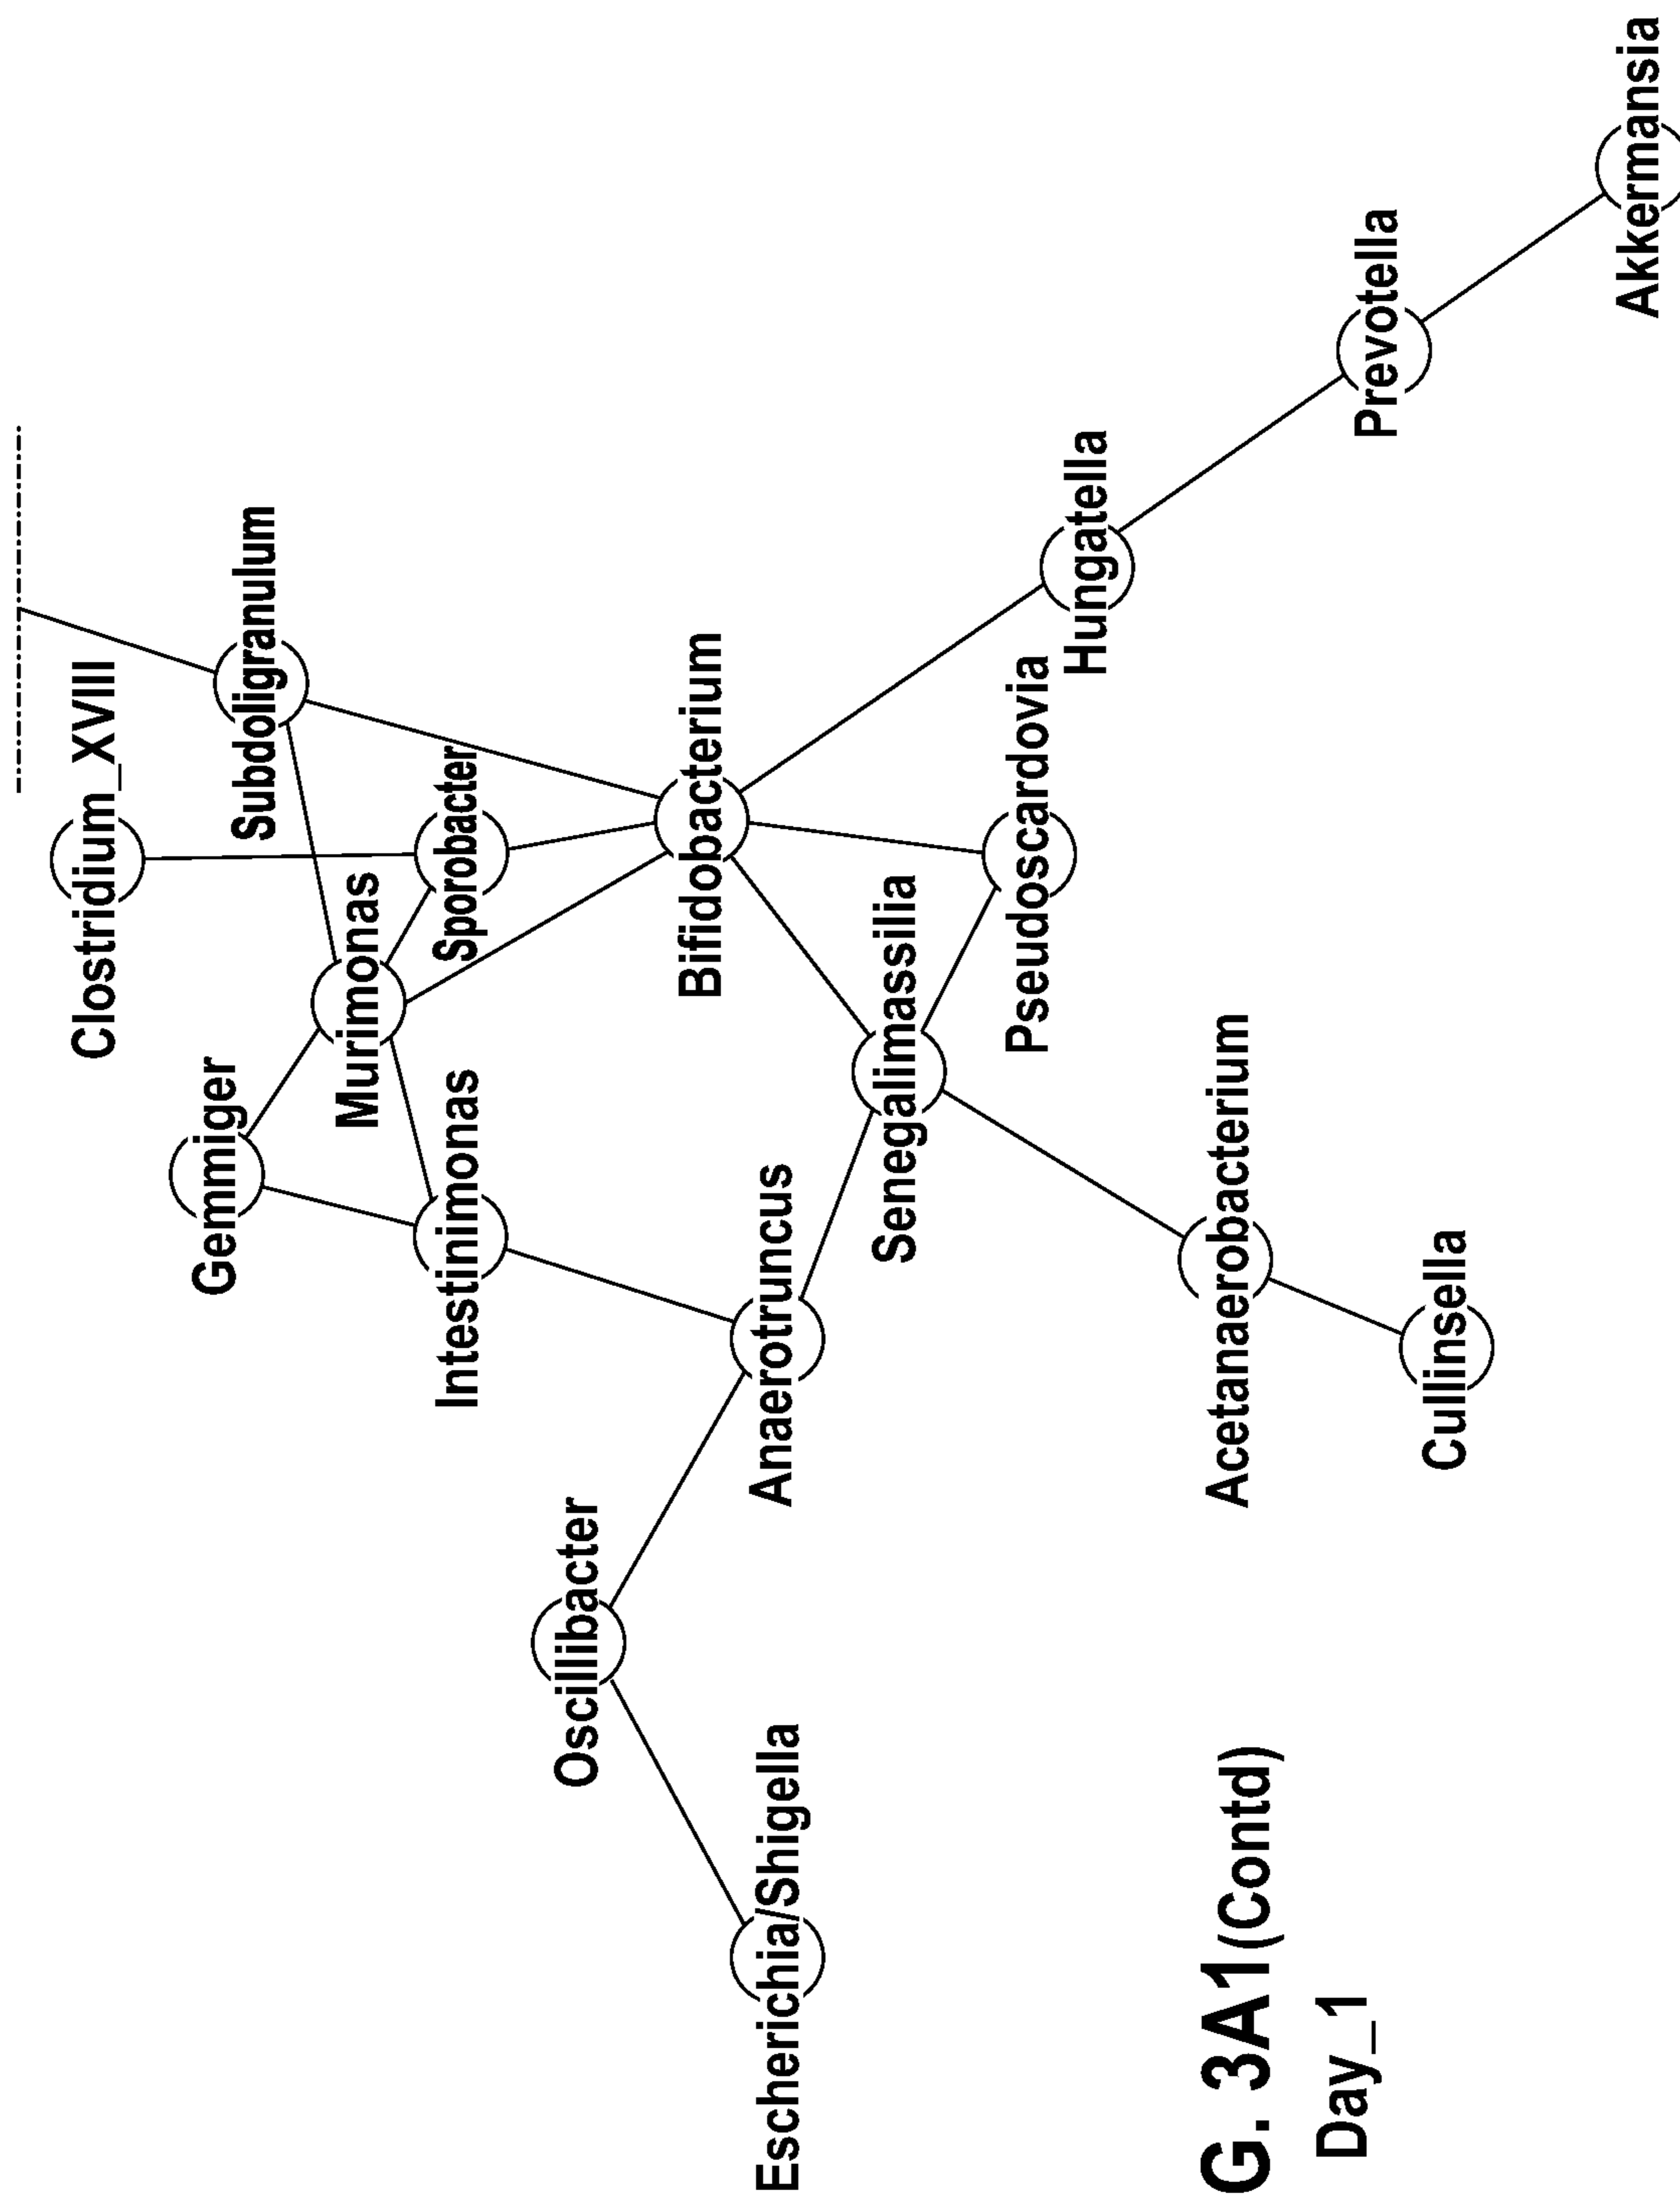 Clostridium_XVIII
Gemmiger
Subdoligranulum
Murimonas
Sporobacter
Intestinimonas
Oscillibacter
Bifidobacterium
Escherichia/Shigella
Anaerotruncus
Senegalimassilia
Pseudoscardovia
Hungatella
Acetanaerobacterium
Prevotella
Cullinsella
Akkermansia
G. 3A1(Contd)
Day_1